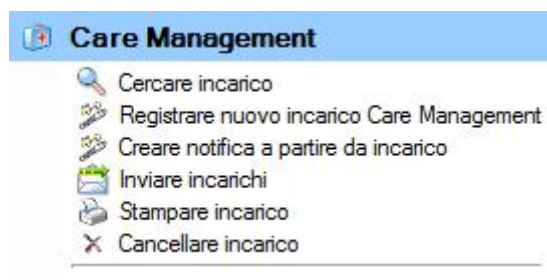 Care Management
Cercare incarico
Registrare nuovo incarico Care Management
Creare notifica a partire da incarico
Inviare incarichi
Stampare incarico
Cancellare incarico